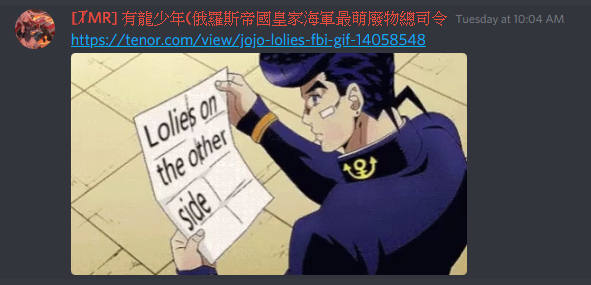 [TMR] 有龍少年(俄羅斯帝國皇家海軍最萌廢物總司令 Tuesday at 10:04 AM
https://tenor.com/view/jojo-lolies-fbi-gif-14058548
Lolies on
the other
side